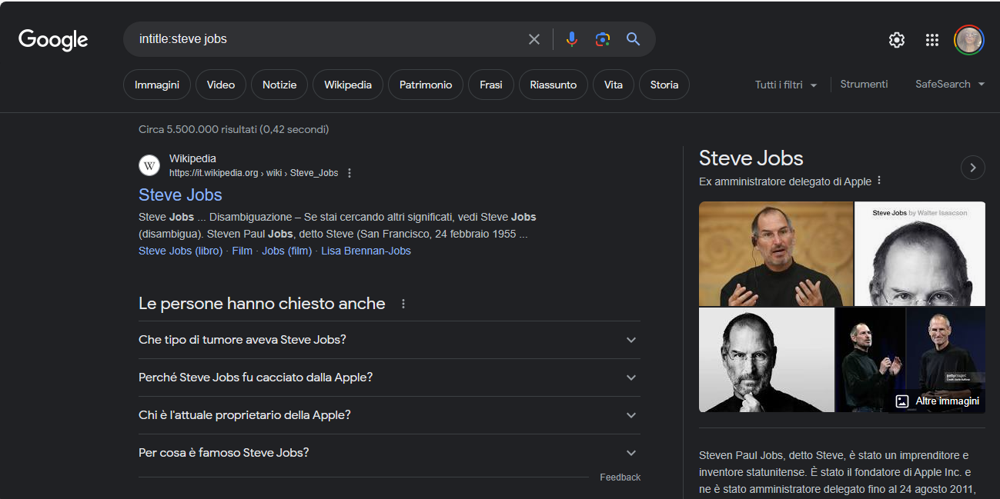 Google
intitle:steve jobs
Immagini
Video
Notizie
Wikipedia
Patrimonio
Frasi
Riassunto
Vita
Storia
Tutti i filtri
Strumenti
SafeSearch
Circa 5.500.000 risultati (0,42 secondi)
W
Wikipedia
https://it.wikipedia.org › wiki › Steve_Jobs
Steve Jobs
Steve Jobs ... Disambiguazione – Se stai cercando altri significati, vedi Steve Jobs
(disambigua). Steven Paul Jobs, detto Steve (San Francisco, 24 febbraio 1955 ...
Steve Jobs (libro) · Film · Jobs (film) · Lisa Brennan-Jobs
Le persone hanno chiesto anche
Che tipo di tumore aveva Steve Jobs?
Perché Steve Jobs fu cacciato dalla Apple?
Chi è l'attuale proprietario della Apple?
Per cosa è famoso Steve Jobs?
Feedback
Steve Jobs
Ex amministratore delegato di Apple
Steve Jobs by Walter Isaacson
gettyimages
Altre immagini
Steven Paul Jobs, detto Steve, è stato un imprenditore e
inventore statunitense. È stato il fondatore di Apple Inc. e
ne è stato amministratore delegato fino al 24 agosto 2011,